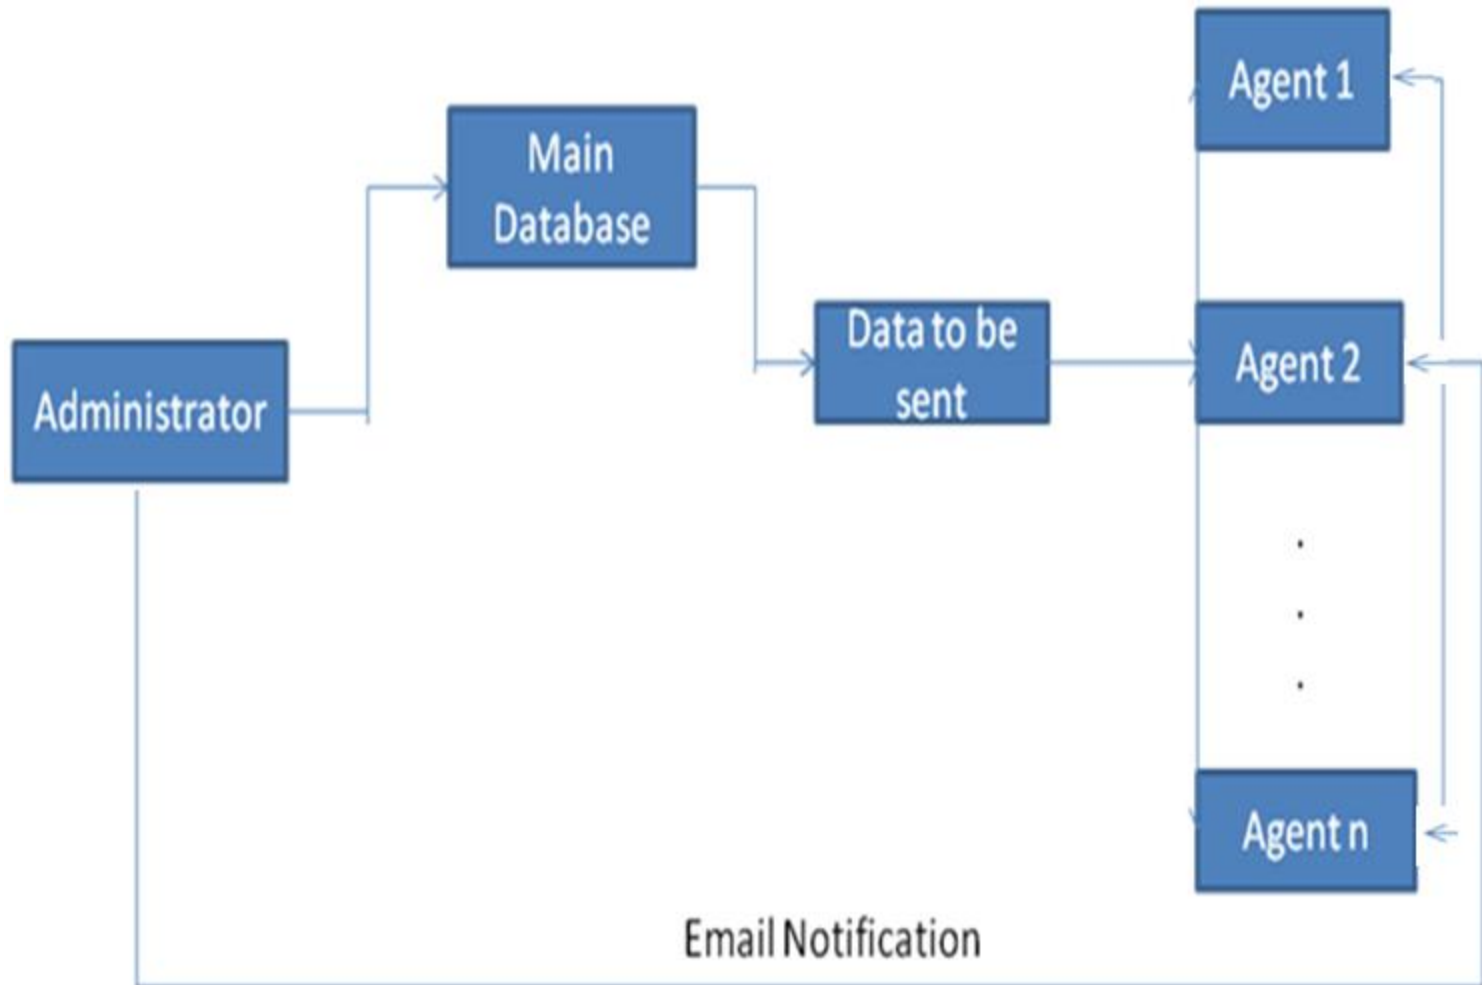 Agent 1
Main
Database
Data to be
sent
Agent 2
Administrator
.
.
.
Agent n
Email Notification